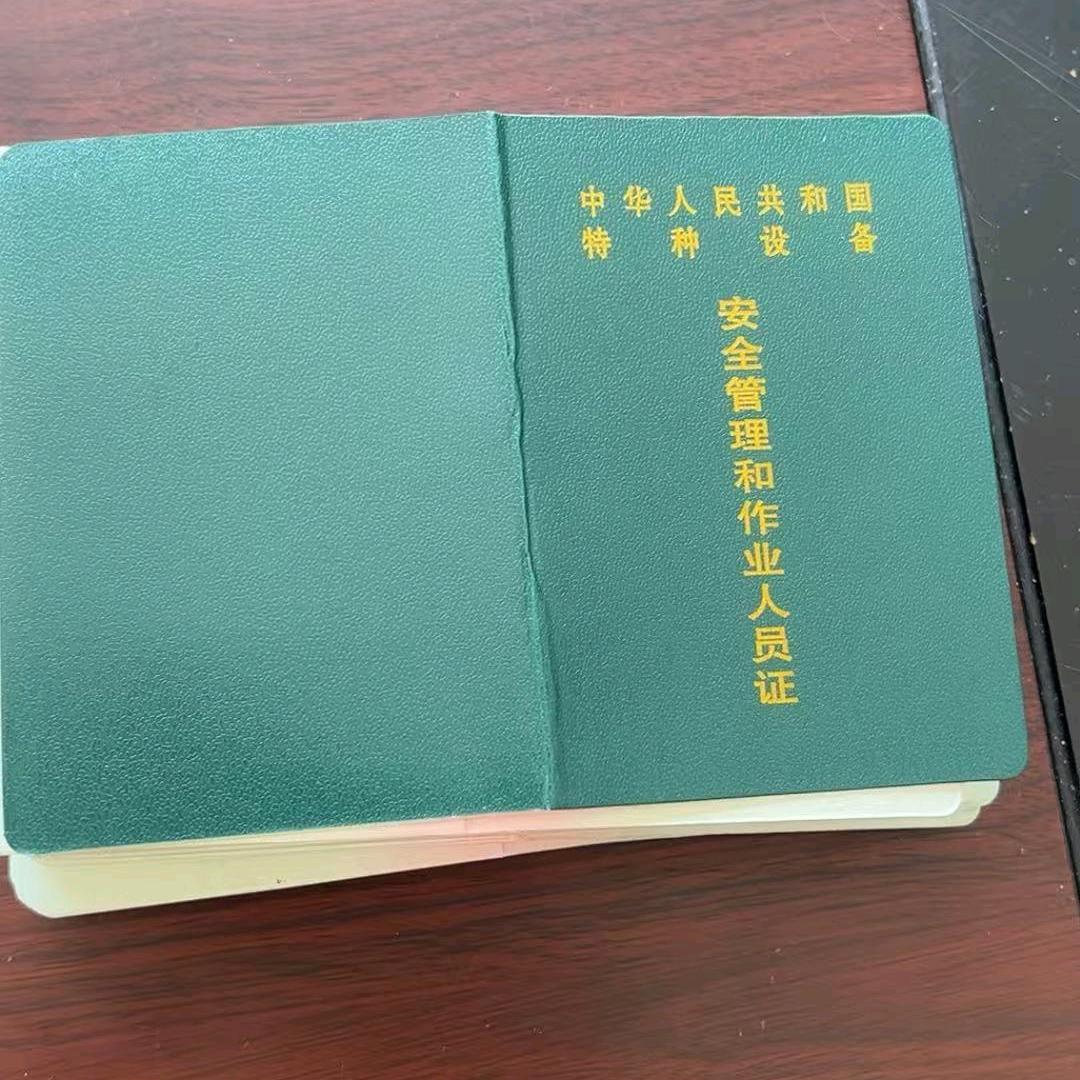 中华人民共和国
特种设备
安全管理和作业人员证